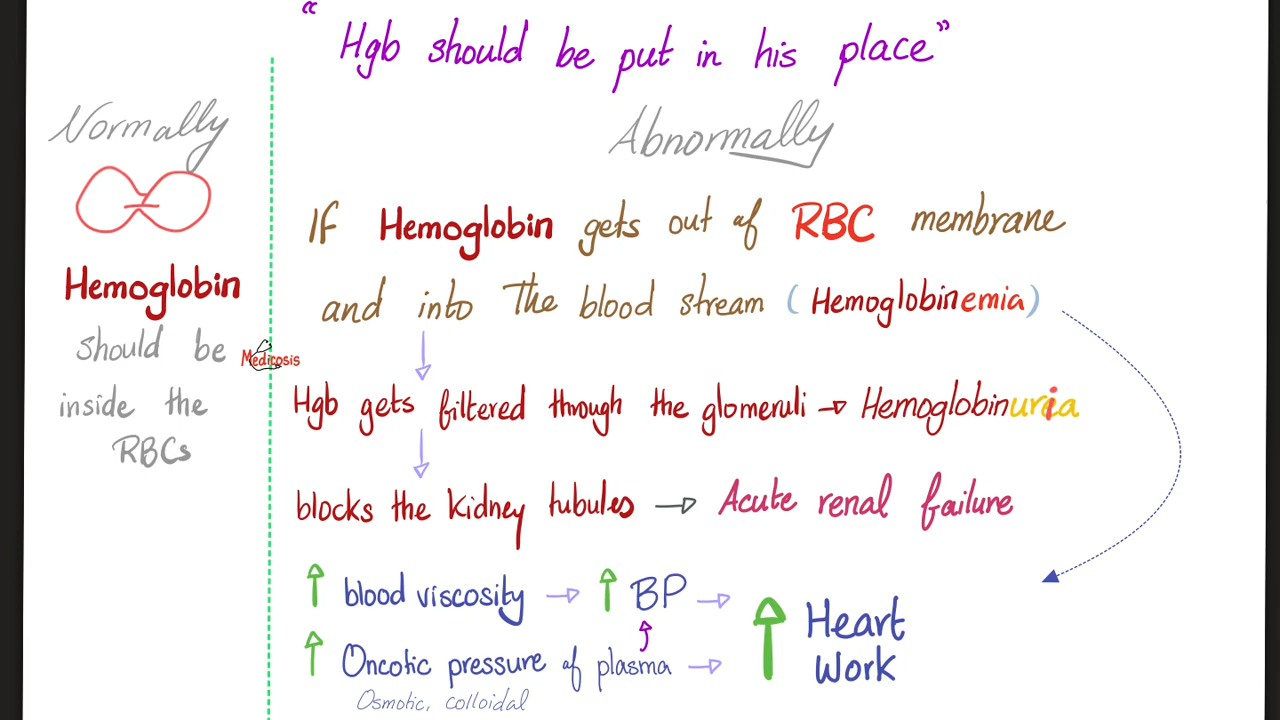 “Hgb should be put in his place”
Normally
Hemoglobin
should be
inside the
RBCs
Medicosis
Abnormally
If Hemoglobin gets out of RBC membrane
and into the blood stream (Hemoglobinemia)
Hgb gets filtered through the glomeruli → Hemoglobinuria
blocks the kidney tubules → Acute renal failure
↑ blood viscosity → ↑ BP →
↑ Oncotic pressure of plasma →
Osmotic, colloidal
↑ Heart
Work